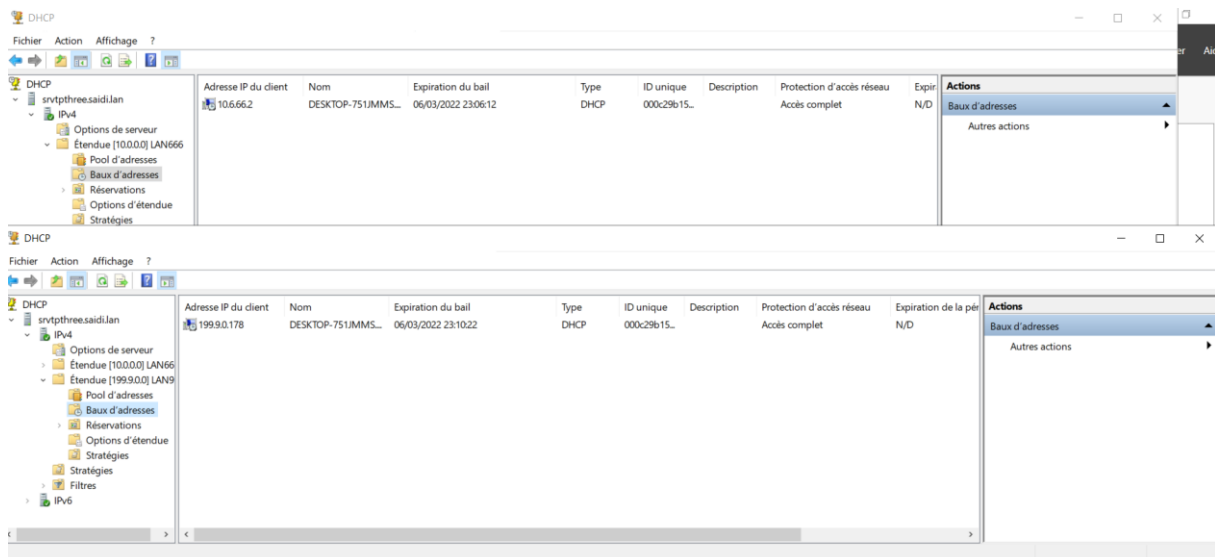 DHCP
er Aic
Fichier Action Affichage ?
DHCP
srvtpthree.saidi.lan
IPv4
Options de serveur
Étendue [10.0.0.0] LAN666
Pool d'adresses
Baux d'adresses
Réservations
Options d'étendue
Stratégies
Adresse IP du client Nom Expiration du bail Type ID unique Description Protection d'accès réseau Expir
10.6.66.2 DESKTOP-751JMMS... 06/03/2022 23:06:12 DHCP 000c29b15... Accès complet N/D
Actions
Baux d'adresses
Autres actions
DHCP
Fichier Action Affichage ?
DHCP
srvtpthree.saidi.lan
IPv4
Options de serveur
Étendue [10.0.0.0] LAN66
Étendue [199.9.0.0] LAN9
Pool d'adresses
Baux d'adresses
Réservations
Options d'étendue
Stratégies
Stratégies
Filtres
IPv6
Adresse IP du client Nom Expiration du bail Type ID unique Description Protection d'accès réseau Expiration de la pér
199.9.0.178 DESKTOP-751JMMS... 06/03/2022 23:10:22 DHCP 000c29b15... Accès complet N/D
Actions
Baux d'adresses
Autres actions